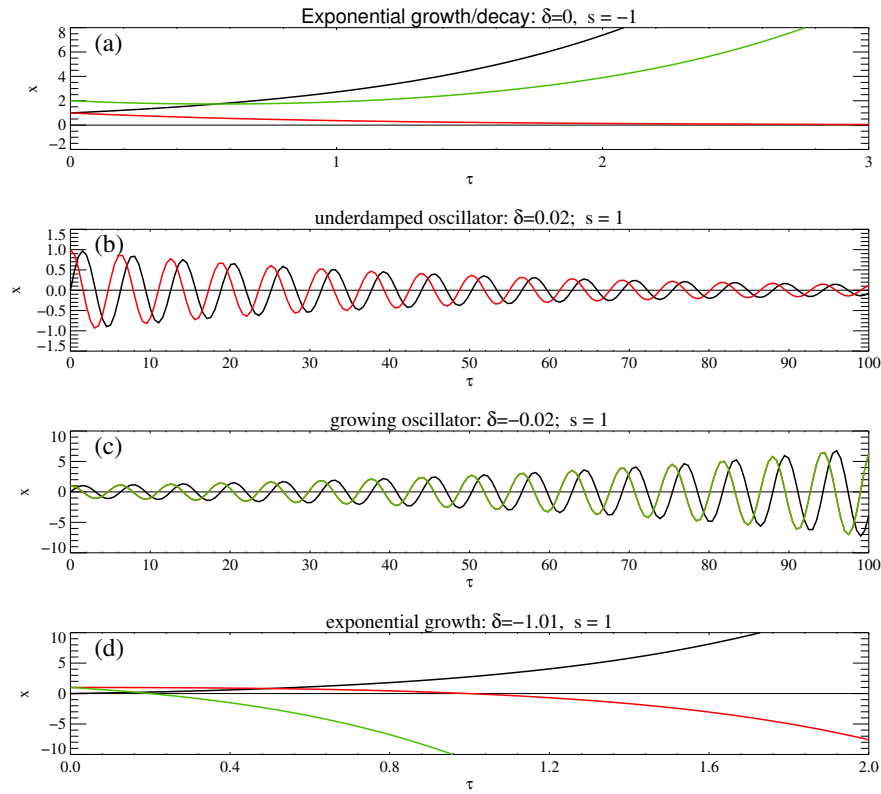 Exponential growth/decay: δ=0, s = −1
(a)
8
6
4
2
0
−2
x
0 1 2 3
τ
underdamped oscillator: δ=0.02; s = 1
(b)
1.5
1.0
0.5
0.0
−0.5
−1.0
−1.5
x
0 10 20 30 40 50 60 70 80 90 100
τ
growing oscillator: δ=−0.02; s = 1
(c)
10
5
0
−5
−10
x
0 10 20 30 40 50 60 70 80 90 100
τ
exponential growth: δ=−1.01, s = 1
(d)
10
5
0
−5
−10
x
0.0 0.4 0.8 1.2 1.6 2.0
τ